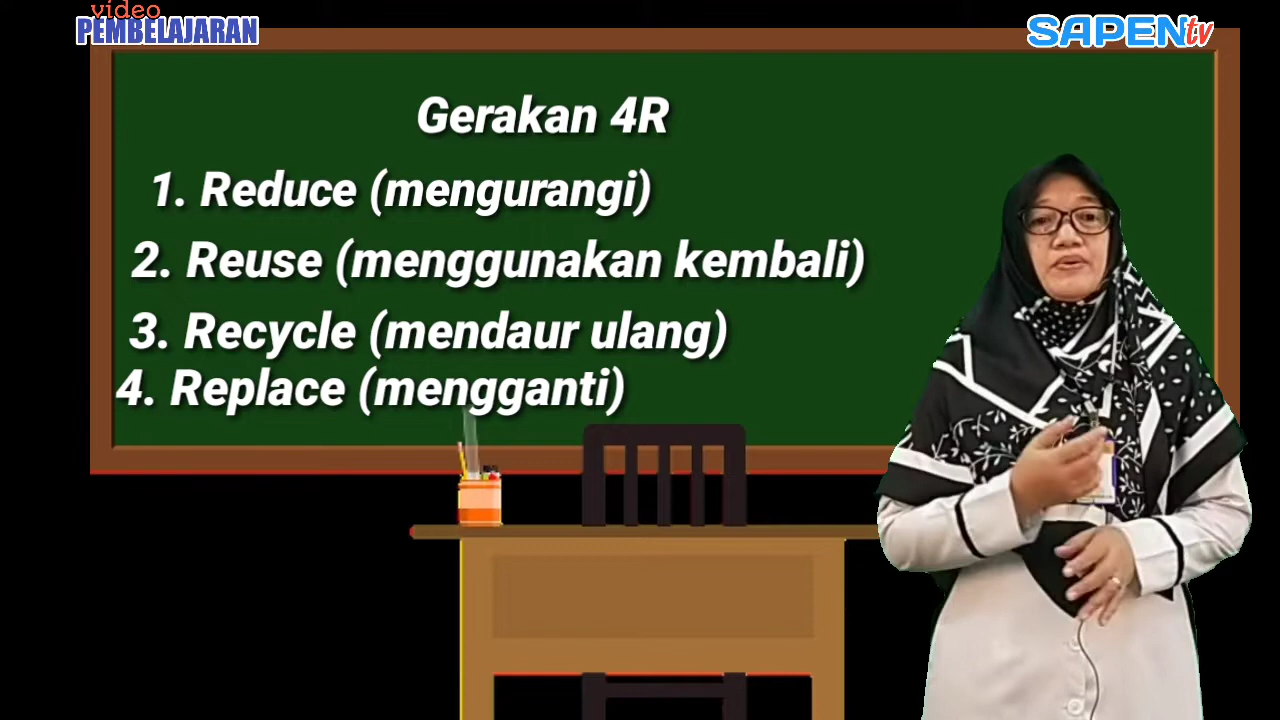 video
PEMBELAJARAN
SAPENtv
Gerakan 4R
1. Reduce (mengurangi)
2. Reuse (menggunakan kembali)
3. Recycle (mendaur ulang)
4. Replace (mengganti)